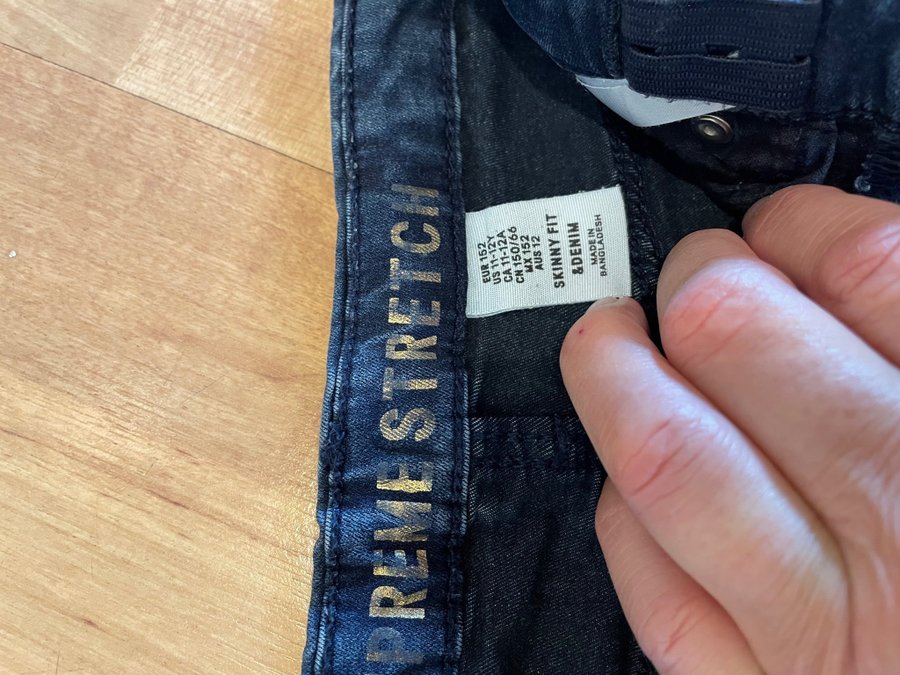 PREME STRETCH
EUR 152
US 11-12Y
CA 11-12A
CN 150/66
MX 152
AUS 12
SKINNY FIT
&DENIM
MADE IN
BANGLADESH